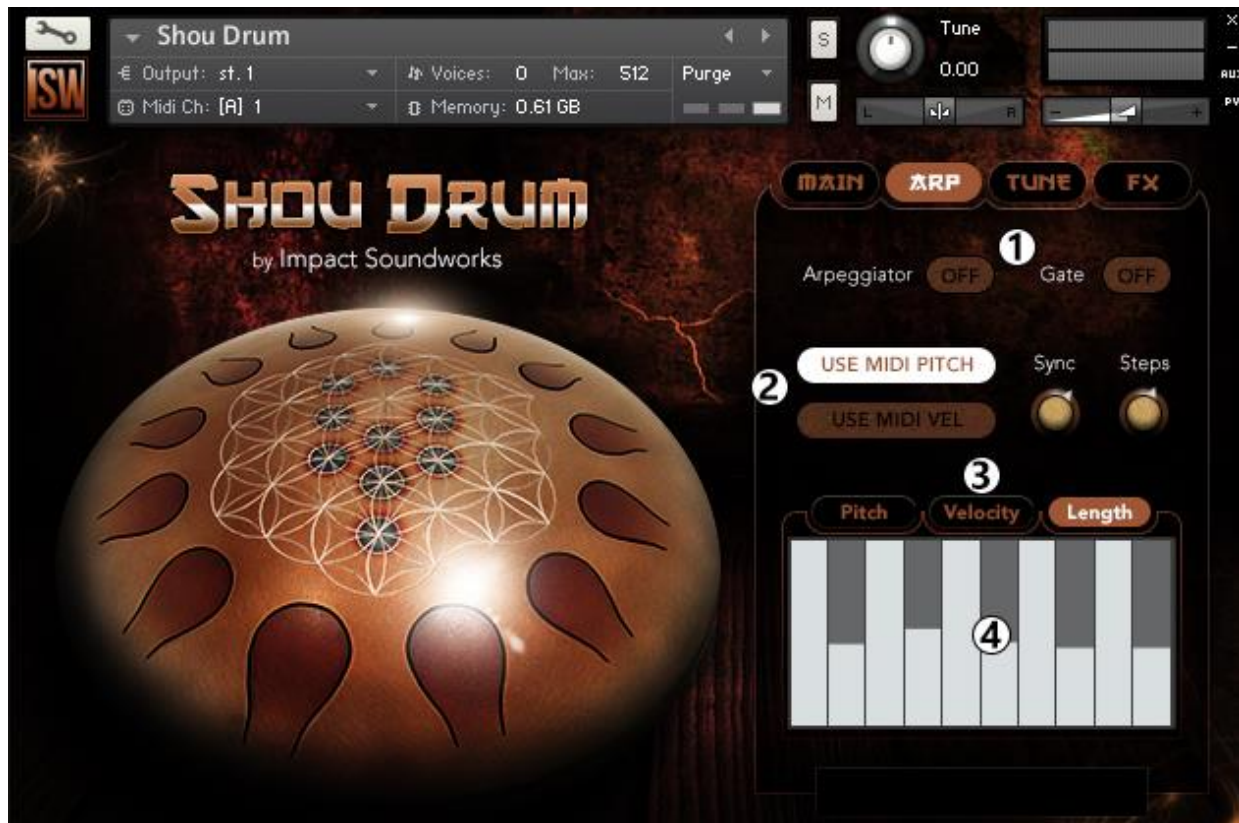 Shou Drum
S
Tune
0.00
Output: st. 1
Voices: 0 Max: 512
Purge
Midi Ch: [A] 1
Memory: 0.61 GB
M
L
R
-
+
×
-
AUX
PV
ISW
SHOU DRUM
by Impact Soundworks
MAIN
ARP
TUNE
FX
1
Arpeggiator OFF
Gate OFF
2
USE MIDI PITCH
USE MIDI VEL
Sync
Steps
3
Pitch
Velocity
Length
4